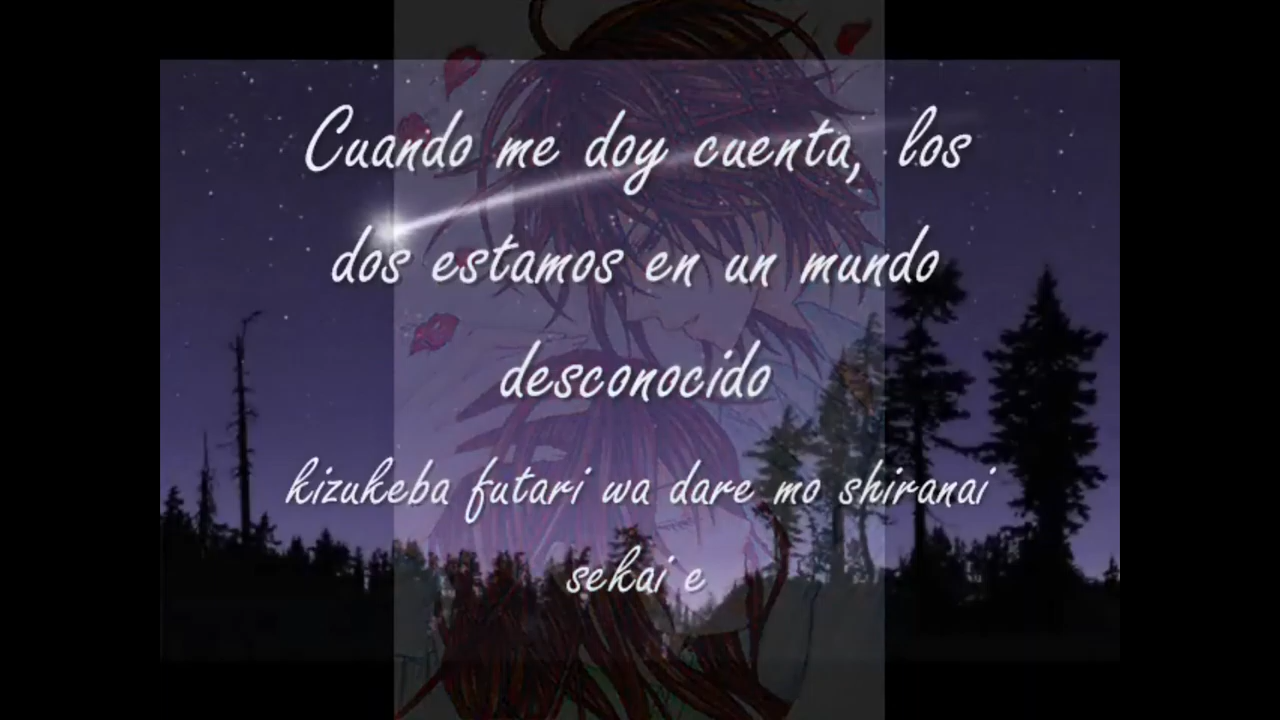 Cuando me doy cuenta, los
dos estamos en un mundo
desconocido
kizukeba futari wa dare mo shiranai
sekai e